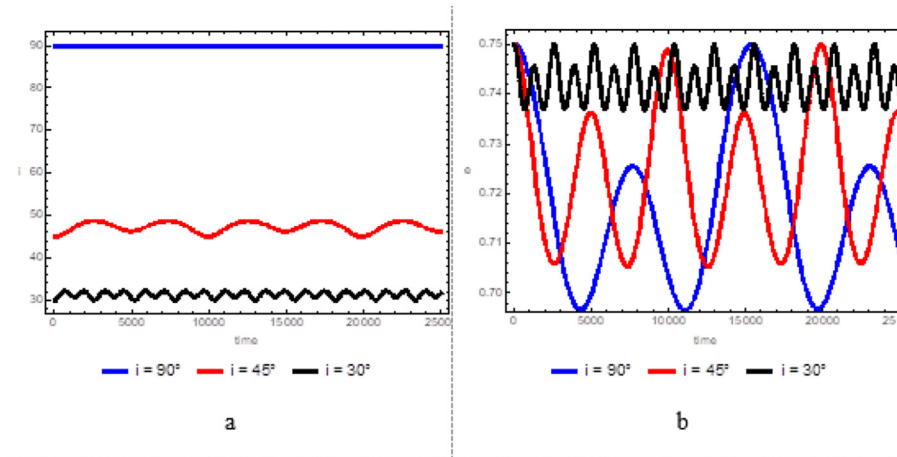 90
80
70
i
60
50
40
30
0 5000 10000 15000 20000 2500
time
i = 90° i = 45° i = 30°
a
0.75
0.74
0.73
e
0.72
0.71
0.70
0 5000 10000 15000 20000 250
time
i = 90° i = 45° i = 30°
b